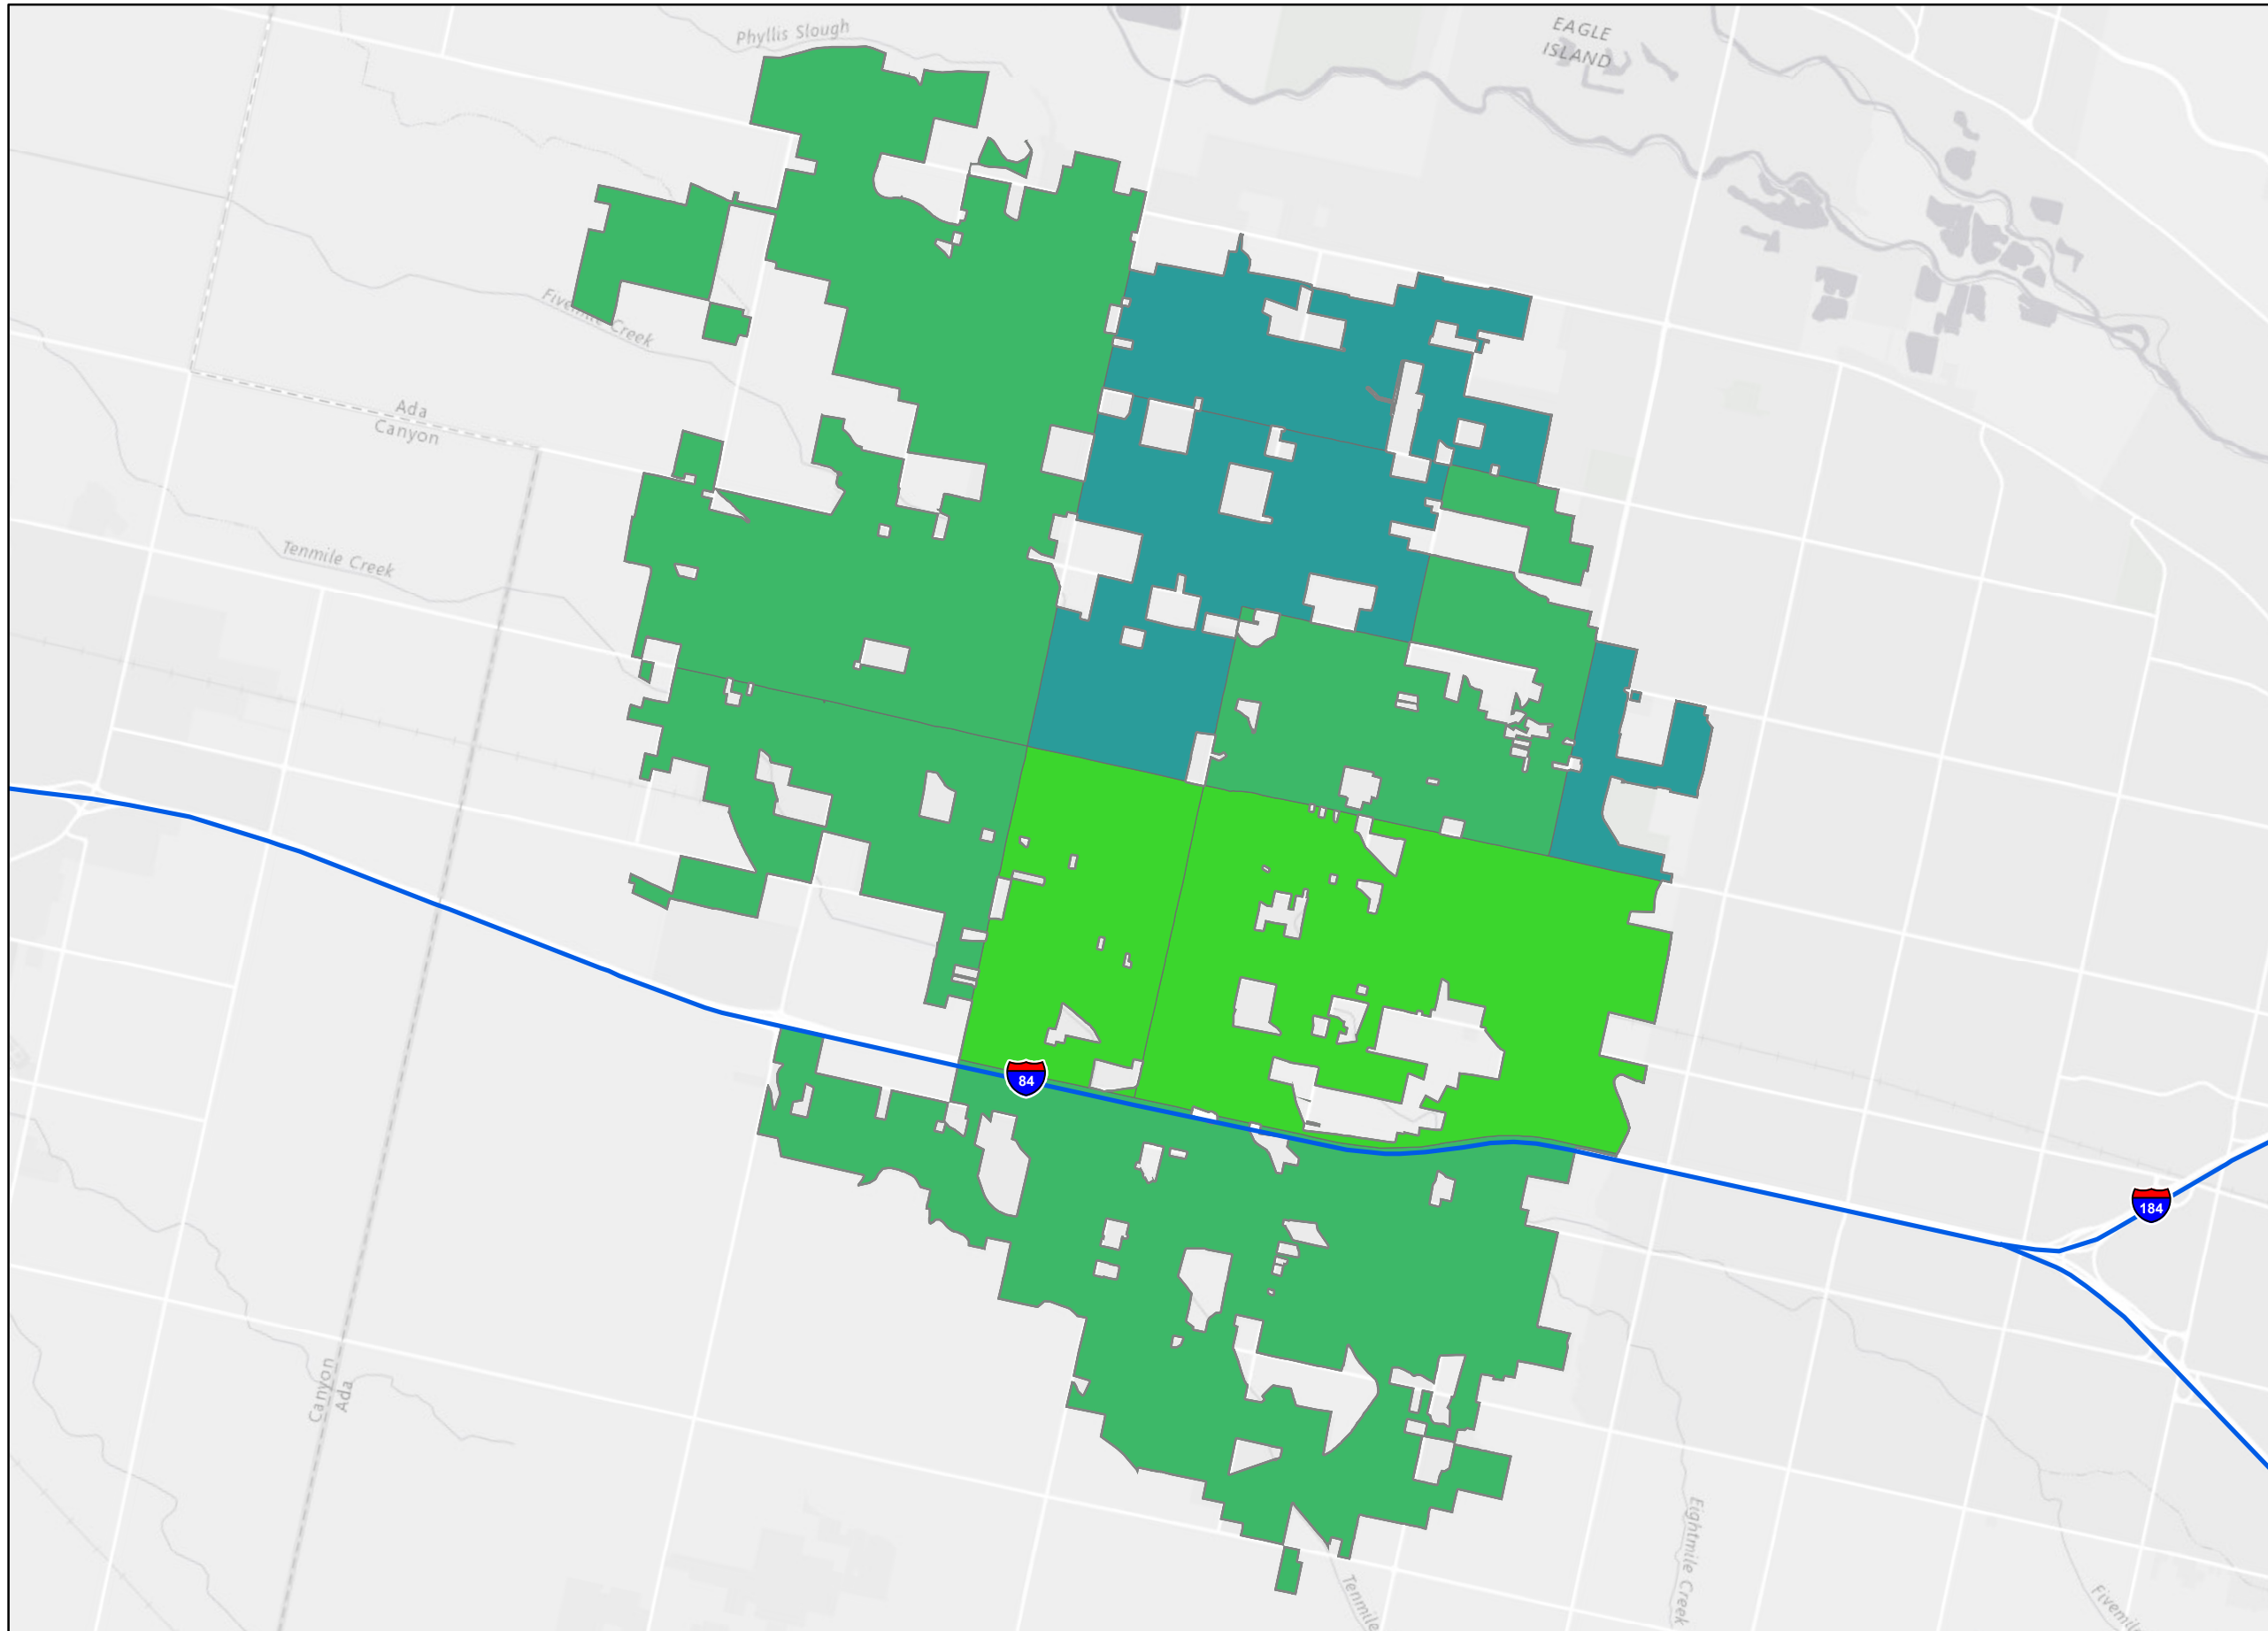 Phyllis Slough
EAGLE
ISLAND
Fivemile Creek
Ada
Canyon
Tenmile Creek
84
184
Canyon
Ada
Eightmile Creek
Tenmile
Fivemile